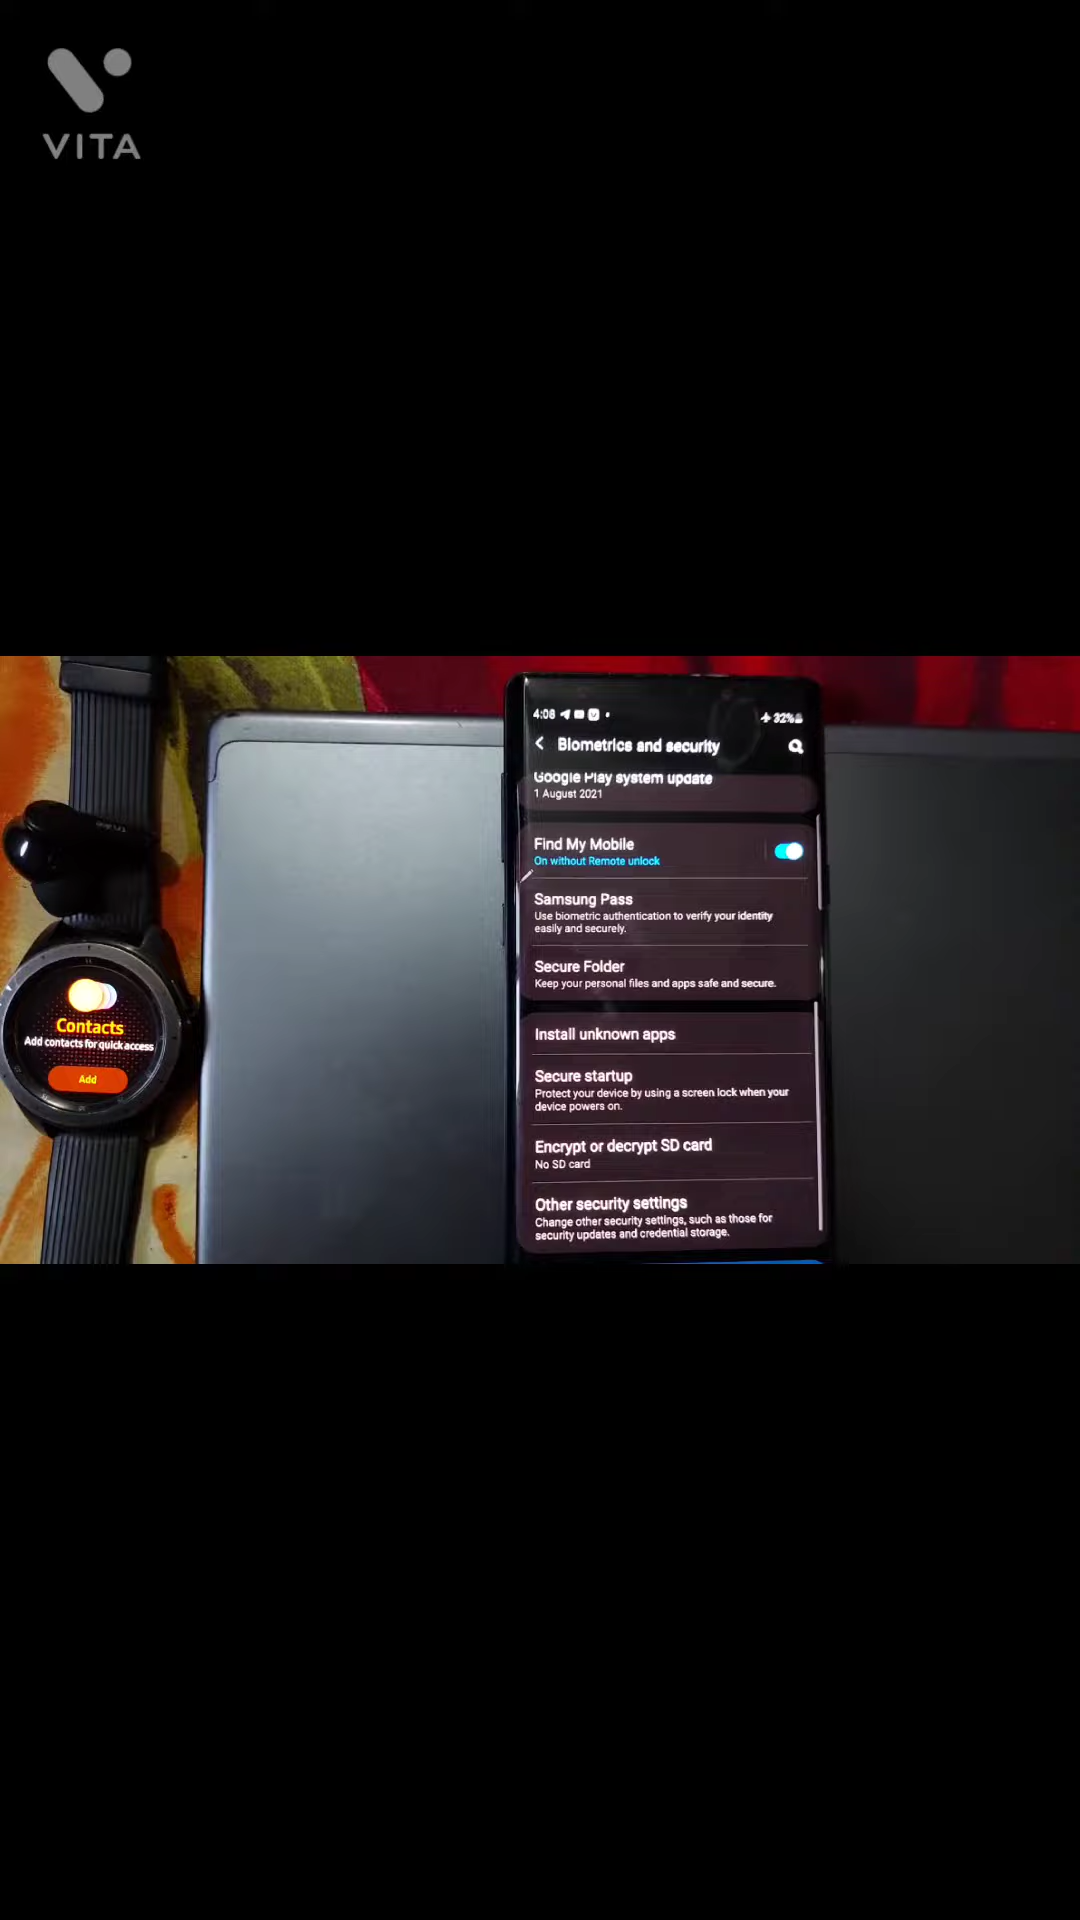 VITA
4:08
32%
Biometrics and security
Google Play system update
1 August 2021
Find My Mobile
On without Remote unlock
Samsung Pass
Use biometric authentication to verify your identity
easily and securely.
Secure Folder
Keep your personal files and apps safe and secure.
Install unknown apps
Secure startup
Protect your device by using a screen lock when your
device powers on.
Encrypt or decrypt SD card
No SD card
Other security settings
Change other security settings, such as those for
security updates and credential storage.
Contacts
Add contacts for quick access
Add